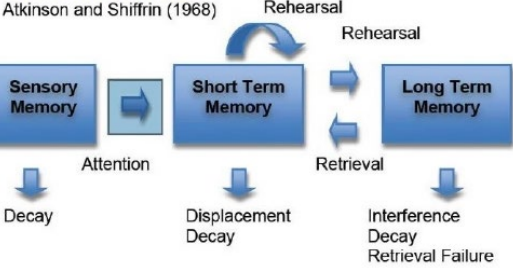 Atkinson and Shiffrin (1968)
Rehearsal
Rehearsal
Sensory
Memory
Short Term
Memory
Long Term
Memory
Attention
Retrieval
Decay
Displacement
Decay
Interference
Decay
Retrieval Failure